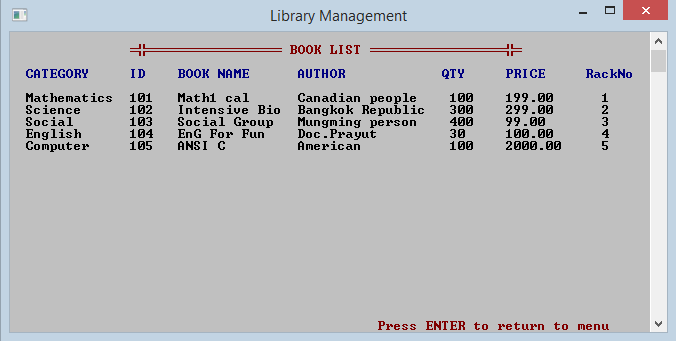 Library Management
BOOK LIST
CATEGORY ID BOOK NAME AUTHOR QTY PRICE RackNo
Mathematics 101 Math1 cal Canadian people 100 199.00 1
Science 102 Intensive Bio Bangkok Republic 300 299.00 2
Social 103 Social Group Mungming person 400 99.00 3
English 104 EnG For Fun Doc.Prayut 30 100.00 4
Computer 105 ANSI C American 100 2000.00 5
Press ENTER to return to menu